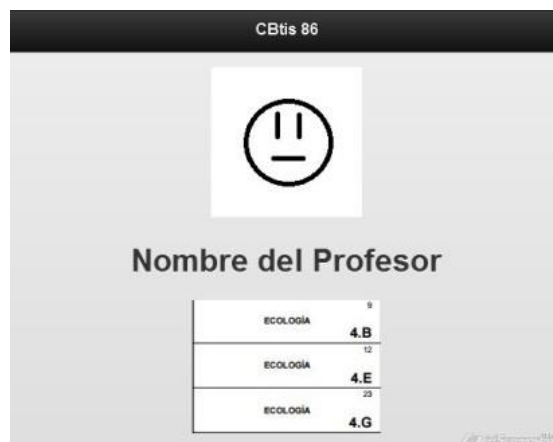 CBtis 86
Nombre del Profesor
9
ECOLOGÍA
4.B
12
ECOLOGÍA
4.E
23
ECOLOGÍA
4.G